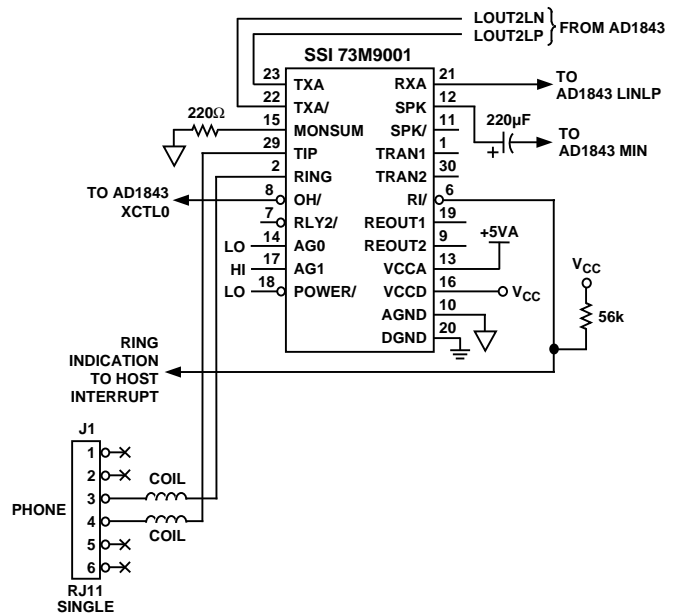 LOUT2LN
LOUT2LP
FROM AD1843
SSI 73M9001
23 TXA
22 TXA/
220Ω
15 MONSUM
29 TIP
2 RING
TO AD1843
XCTL0
8 OH/
7 RLY2/
LO 14 AG0
HI 17 AG1
LO 18 POWER/
RXA 21
TO
AD1843 LINLP
SPK 12
SPK/ 11
220µF
+
TO
AD1843 MIN
TRAN1 1
TRAN2 30
RI/ 6
REOUT1 19
REOUT2 9
+5VA
VCCA 13
VCCD 16
VCC
AGND 10
DGND 20
VCC
56k
RING
INDICATION
TO HOST
INTERRUPT
J1
1
2
3
4
5
6
COIL
COIL
PHONE
RJ11
SINGLE